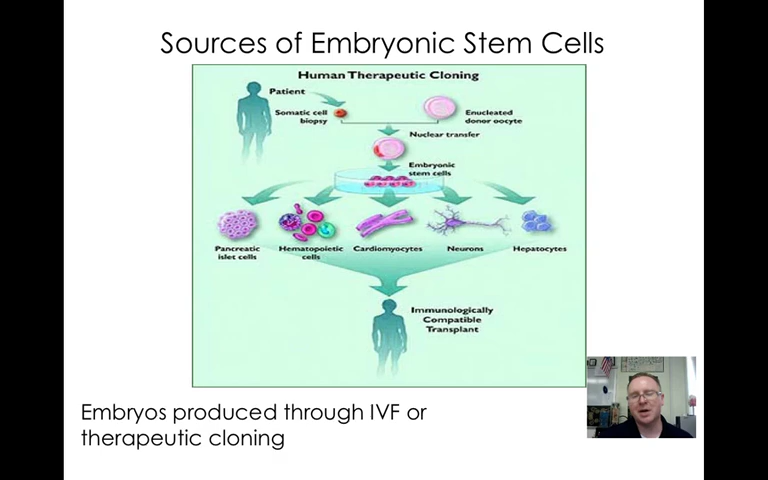 Sources of Embryonic Stem Cells
Human Therapeutic Cloning
Patient
Somatic cell
biopsy
Enucleated
donor oocyte
Nuclear transfer
Embryonic
stem cells
Pancreatic
islet cells
Hematopoietic
cells
Cardiomyocytes
Neurons
Hepatocytes
Immunologically
Compatible
Transplant
Embryos produced through IVF or
therapeutic cloning